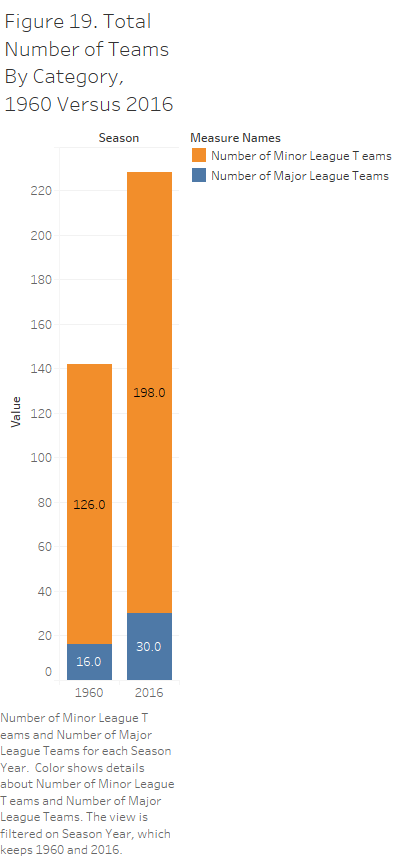 Figure 19. Total
Number of Teams
By Category,
1960 Versus 2016
Season
Measure Names
Number of Minor League T eams
Number of Major League Teams
220
200
180
160
140
120
100
80
60
40
20
0
Value
198.0
126.0
30.0
16.0
1960 2016
Number of Minor League T
eams and Number of Major
League Teams for each Season
Year.  Color shows details
about Number of Minor League
T eams and Number of Major
League Teams. The view is
filtered on Season Year, which
keeps 1960 and 2016.